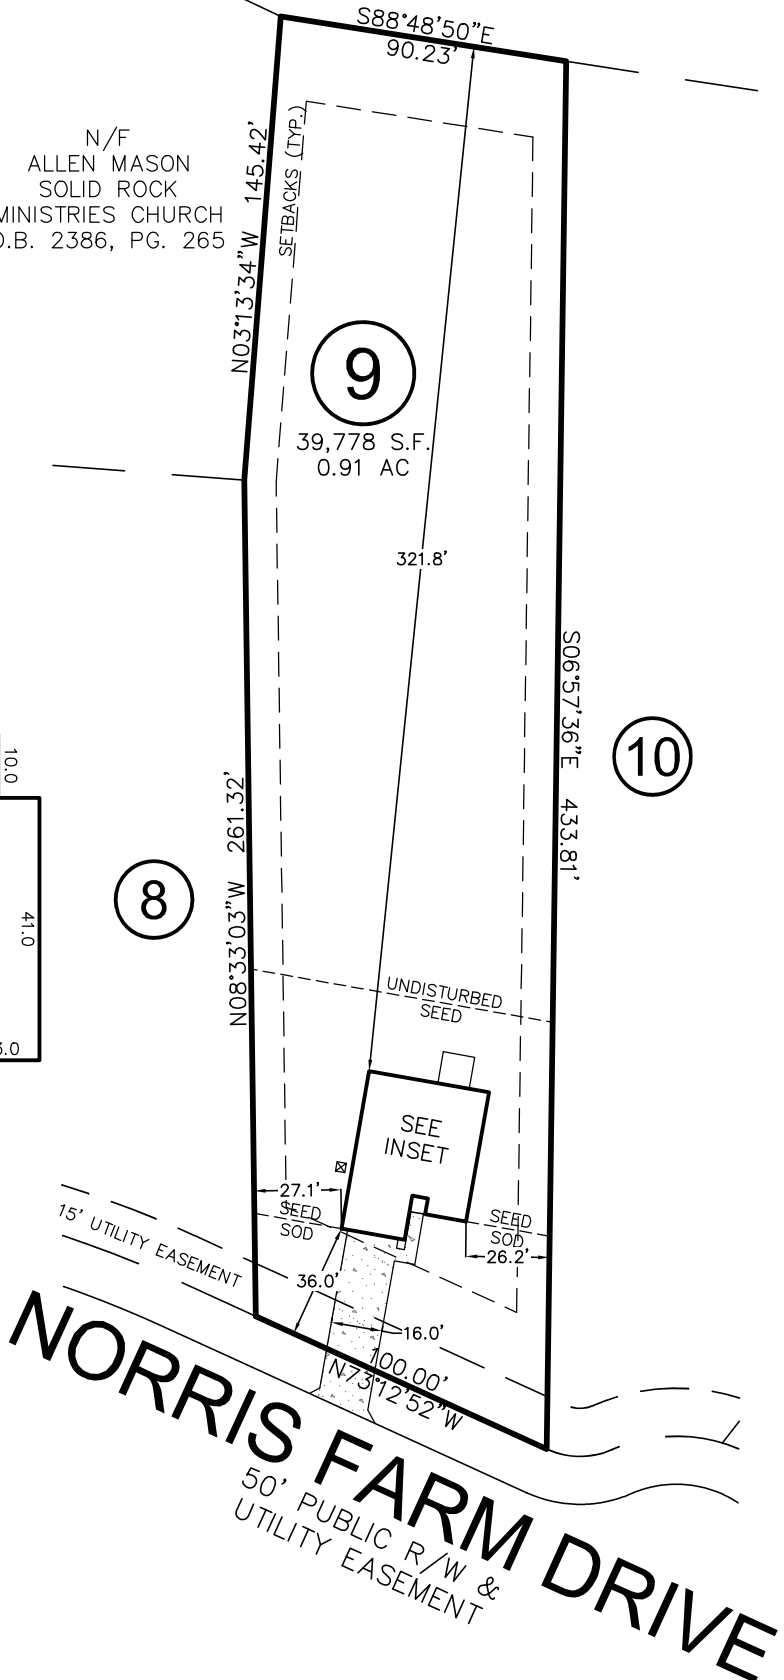 S88°48'50"E
90.23'
N/F
ALLEN MASON
SOLID ROCK
MINISTRIES CHURCH
D.B. 2386, PG. 265
N03°13'34"W 145.42'
SETBACKS (TYP.)
9
39,778 S.F.
0.91 AC
321.8'
S06°57'36"E 433.81'
10
10.0
41.0
8
N08°33'03"W 261.32'
UNDISTURBED
SEED
SEE
INSET
27.1'
SEED
SOD
SEED
SOD
26.2'
15' UTILITY EASEMENT
36.0'
16.0'
100.00'
N73°12'52"W
NORRIS FARM DRIVE
50' PUBLIC R/W &
UTILITY EASEMENT